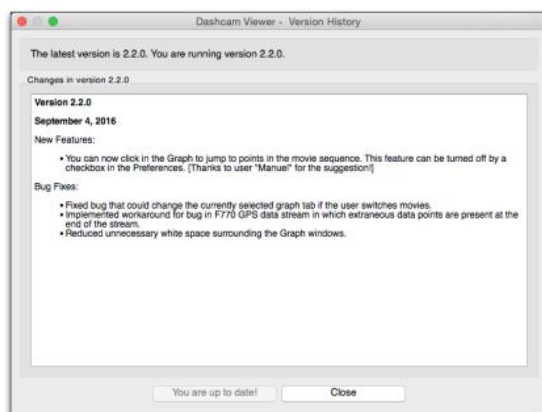 Dashcam Viewer - Version History
The latest version is 2.2.0. You are running version 2.2.0.
Changes in version 2.2.0
Version 2.2.0
September 4, 2016
New Features:
• You can now click in the Graph to jump to points in the movie sequence. This feature can be turned off by a
checkbox in the Preferences. [Thanks to user "Manuel" for the suggestion!]
Bug Fixes:
• Fixed bug that could change the currently selected graph tab if the user switches movies.
• Implemented workaround for bug in F770 GPS data stream in which extraneous data points are present at the
end of the stream.
• Reduced unnecessary white space surrounding the Graph windows.
You are up to date!
Close